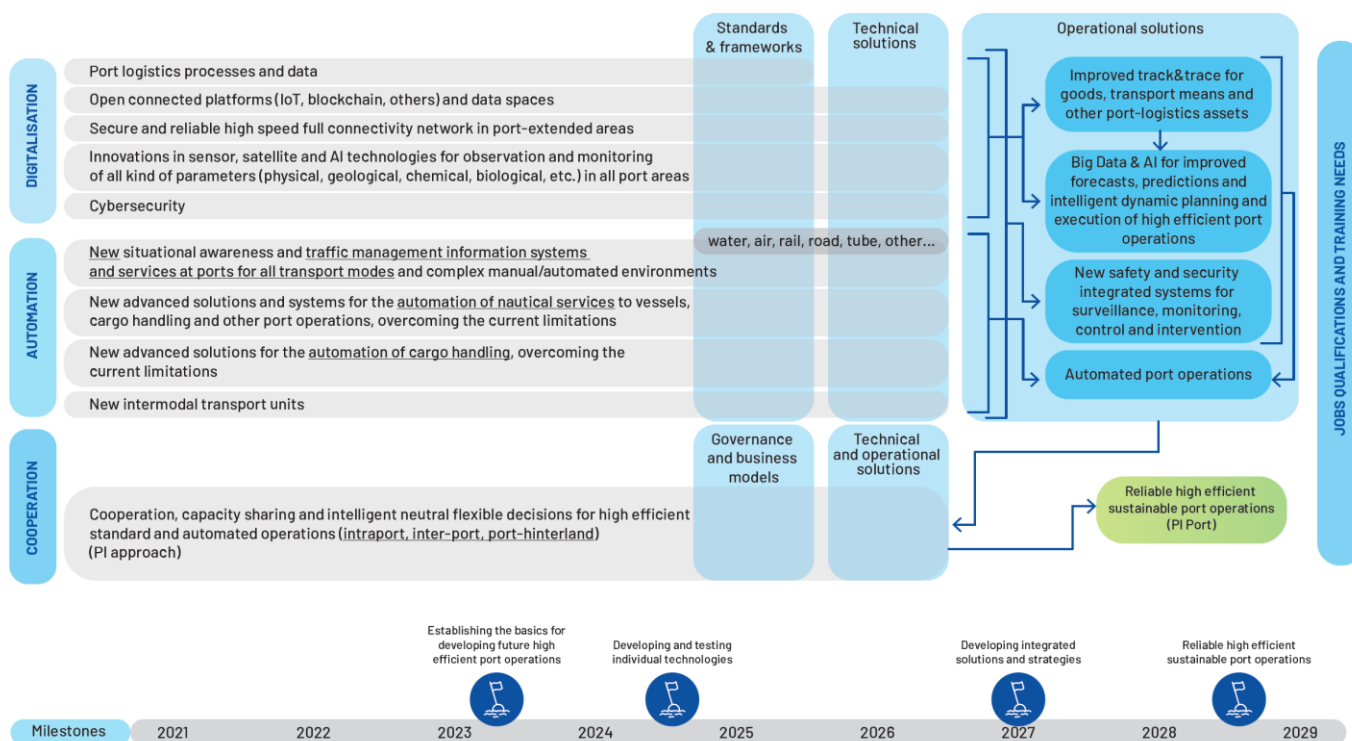 Standards
& frameworks
Technical
solutions
Operational solutions
DIGITALISATION
Port logistics processes and data
Open connected platforms (IoT, blockchain, others) and data spaces
Secure and reliable high speed full connectivity network in port-extended areas
Innovations in sensor, satellite and AI technologies for observation and monitoring
of all kind of parameters (physical, geological, chemical, biological, etc.) in all port areas
Cybersecurity
Improved track&trace for
goods, transport means and
other port-logistics assets
Big Data & AI for improved
forecasts, predictions and
intelligent dynamic planning and
execution of high efficient port
operations
New safety and security
integrated systems for
surveillance, monitoring,
control and intervention
Automated port operations
JOBS QUALIFICATIONS AND TRAINING NEEDS
AUTOMATION
water, air, rail, road, tube, other...
New situational awareness and traffic management information systems
and services at ports for all transport modes and complex manual/automated environments
New advanced solutions and systems for the automation of nautical services to vessels,
cargo handling and other port operations, overcoming the current limitations
New advanced solutions for the automation of cargo handling, overcoming the
current limitations
New intermodal transport units
COOPERATION
Governance
and business
models
Technical
and operational
solutions
Cooperation, capacity sharing and intelligent neutral flexible decisions for high efficient
standard and automated operations (intraport, inter-port, port-hinterland)
(PI approach)
Reliable high efficient
sustainable port operations
(PI Port)
Establishing the basics for
developing future high
efficient port operations
Developing and testing
individual technologies
Developing integrated
solutions and strategies
Reliable high efficient
sustainable port operations
Milestones
2021
2022
2023
2024
2025
2026
2027
2028
2029